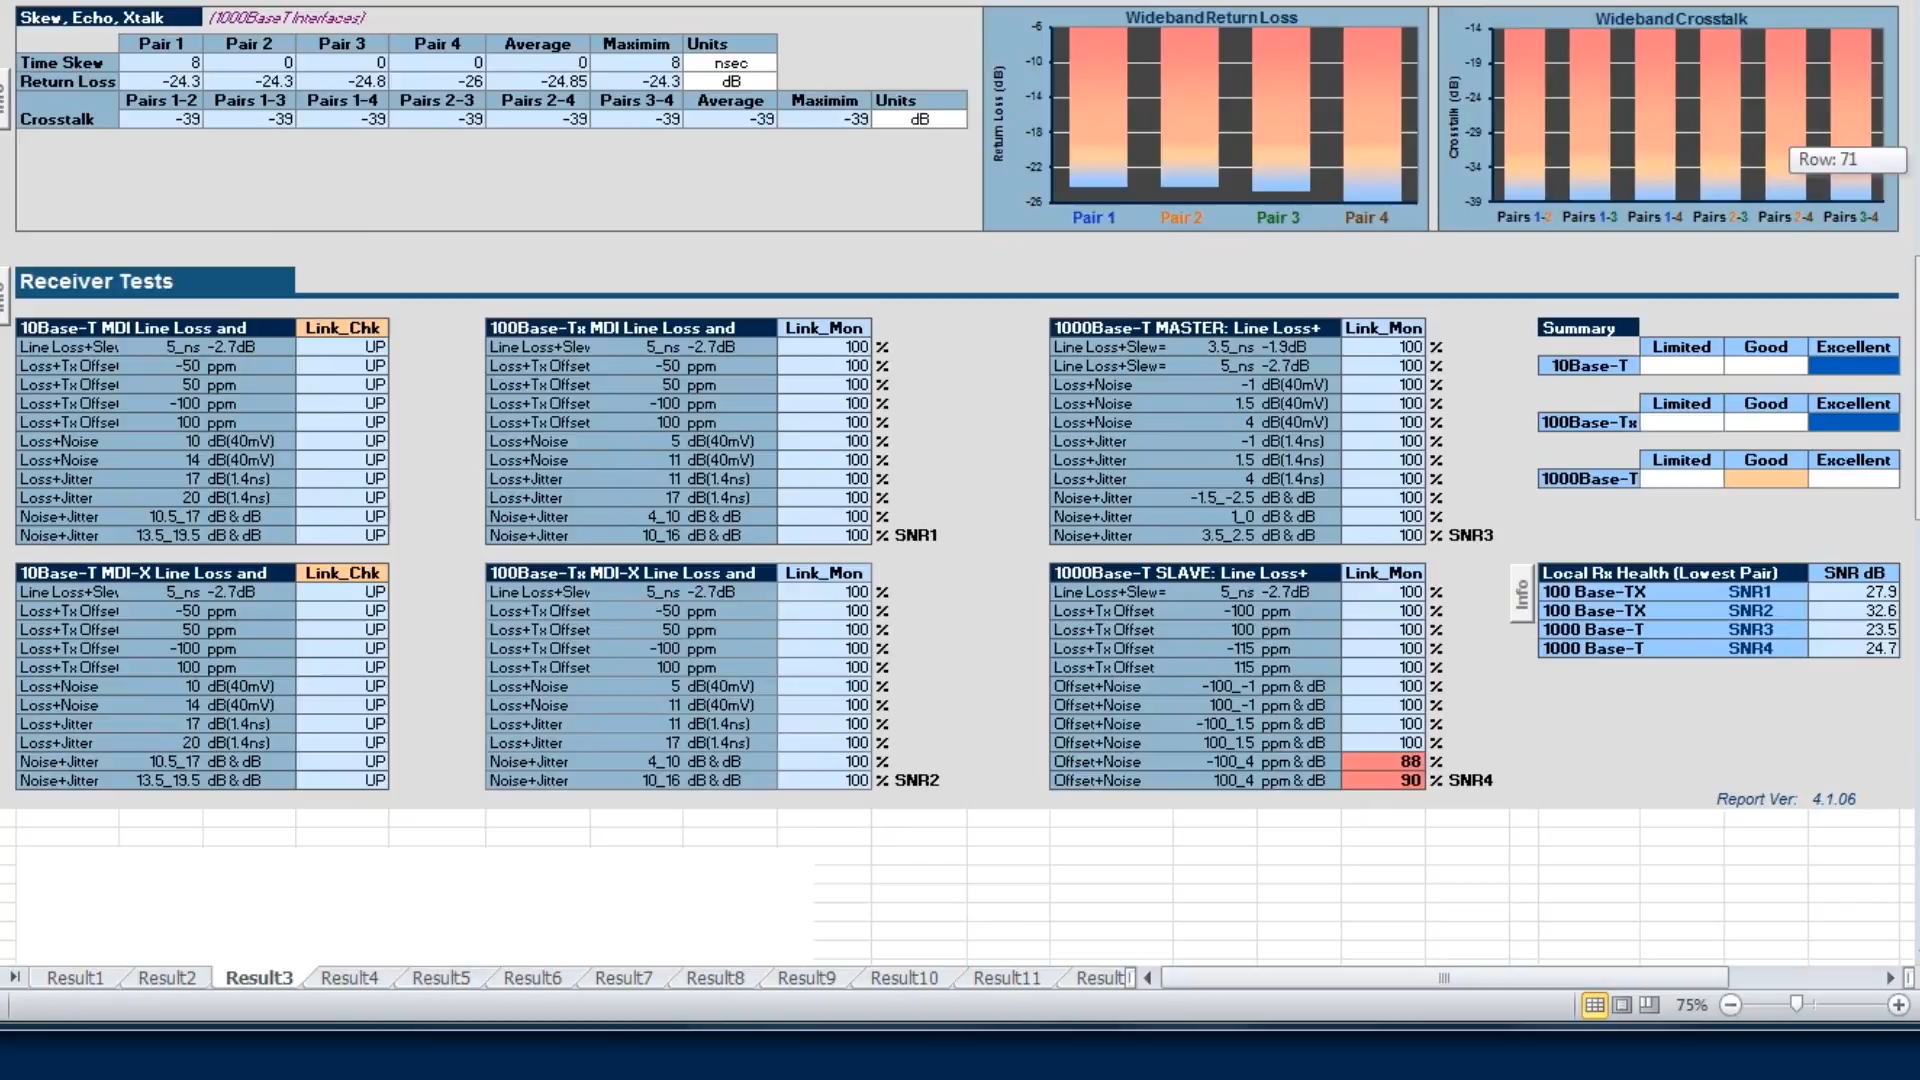 Skew, Echo, Xtalk (1000BaseT Interfaces)
Pair 1 Pair 2 Pair 3 Pair 4 Average Maximim Units
Time Skew 8 0 0 0 0 8 nsec
Return Loss -24.3 -24.3 -24.8 -26 -24.85 -24.3 dB
Pairs 1-2 Pairs 1-3 Pairs 1-4 Pairs 2-3 Pairs 2-4 Pairs 3-4 Average Maximim Units
Crosstalk -39 -39 -39 -39 -39 -39 -39 -39 dB
Wideband Return Loss
Return Loss (dB)
-6
-10
-14
-18
-22
-26
Pair 1 Pair 2 Pair 3 Pair 4
Wideband Crosstalk
Crosstalk (dB)
-14
-19
-24
-29
-34
-39
Pairs 1-2 Pairs 1-3 Pairs 1-4 Pairs 2-3 Pairs 2-4 Pairs 3-4
Row: 71
Receiver Tests
10Base-T MDI Line Loss and Link_Chk
Line Loss+Slev 5_ns -2.7dB UP
Loss+Tx Offset -50 ppm UP
Loss+Tx Offset 50 ppm UP
Loss+Tx Offset -100 ppm UP
Loss+Tx Offset 100 ppm UP
Loss+Noise 10 dB(40mV) UP
Loss+Noise 14 dB(40mV) UP
Loss+Jitter 17 dB(1.4ns) UP
Loss+Jitter 20 dB(1.4ns) UP
Noise+Jitter 10.5_17 dB & dB UP
Noise+Jitter 13.5_19.5 dB & dB UP
100Base-Tx MDI Line Loss and Link_Mon
Line Loss+Slev 5_ns -2.7dB 100 %
Loss+Tx Offset -50 ppm 100 %
Loss+Tx Offset 50 ppm 100 %
Loss+Tx Offset -100 ppm 100 %
Loss+Tx Offset 100 ppm 100 %
Loss+Noise 5 dB(40mV) 100 %
Loss+Noise 11 dB(40mV) 100 %
Loss+Jitter 11 dB(1.4ns) 100 %
Loss+Jitter 17 dB(1.4ns) 100 %
Noise+Jitter 4_10 dB & dB 100 %
Noise+Jitter 10_16 dB & dB 100 % SNR1
1000Base-T MASTER: Line Loss+ Link_Mon
Line Loss+Slew= 3.5_ns -1.9dB 100 %
Line Loss+Slew= 5_ns -2.7dB 100 %
Loss+Noise -1 dB(40mV) 100 %
Loss+Noise 1.5 dB(40mV) 100 %
Loss+Noise 4 dB(40mV) 100 %
Loss+Jitter -1 dB(1.4ns) 100 %
Loss+Jitter 1.5 dB(1.4ns) 100 %
Loss+Jitter 4 dB(1.4ns) 100 %
Noise+Jitter -1.5_-2.5 dB & dB 100 %
Noise+Jitter 1_0 dB & dB 100 %
Noise+Jitter 3.5_2.5 dB & dB 100 % SNR3
Summary
Limited Good Excellent
10Base-T
Limited Good Excellent
100Base-Tx
Limited Good Excellent
1000Base-T
10Base-T MDI-X Line Loss and Link_Chk
Line Loss+Slev 5_ns -2.7dB UP
Loss+Tx Offset -50 ppm UP
Loss+Tx Offset 50 ppm UP
Loss+Tx Offset -100 ppm UP
Loss+Tx Offset 100 ppm UP
Loss+Noise 10 dB(40mV) UP
Loss+Noise 14 dB(40mV) UP
Loss+Jitter 17 dB(1.4ns) UP
Loss+Jitter 20 dB(1.4ns) UP
Noise+Jitter 10.5_17 dB & dB UP
Noise+Jitter 13.5_19.5 dB & dB UP
100Base-Tx MDI-X Line Loss and Link_Mon
Line Loss+Slev 5_ns -2.7dB 100 %
Loss+Tx Offset -50 ppm 100 %
Loss+Tx Offset 50 ppm 100 %
Loss+Tx Offset -100 ppm 100 %
Loss+Tx Offset 100 ppm 100 %
Loss+Noise 5 dB(40mV) 100 %
Loss+Noise 11 dB(40mV) 100 %
Loss+Jitter 11 dB(1.4ns) 100 %
Loss+Jitter 17 dB(1.4ns) 100 %
Noise+Jitter 4_10 dB & dB 100 %
Noise+Jitter 10_16 dB & dB 100 % SNR2
1000Base-T SLAVE: Line Loss+ Link_Mon
Line Loss+Slew= 5_ns -2.7dB 100 %
Loss+Tx Offset -100 ppm 100 %
Loss+Tx Offset 100 ppm 100 %
Loss+Tx Offset -115 ppm 100 %
Loss+Tx Offset 115 ppm 100 %
Offset+Noise -100_-1 ppm & dB 100 %
Offset+Noise 100_-1 ppm & dB 100 %
Offset+Noise -100_1.5 ppm & dB 100 %
Offset+Noise 100_1.5 ppm & dB 100 %
Offset+Noise -100_4 ppm & dB 88 %
Offset+Noise 100_4 ppm & dB 90 % SNR4
Info
Local Rx Health (Lowest Pair) SNR dB
100 Base-TX SNR1 27.9
100 Base-TX SNR2 32.6
1000 Base-T SNR3 23.5
1000 Base-T SNR4 24.7
Report Ver: 4.1.06
Result1 Result2 Result3 Result4 Result5 Result6 Result7 Result8 Result9 Result10 Result11 Result
75%